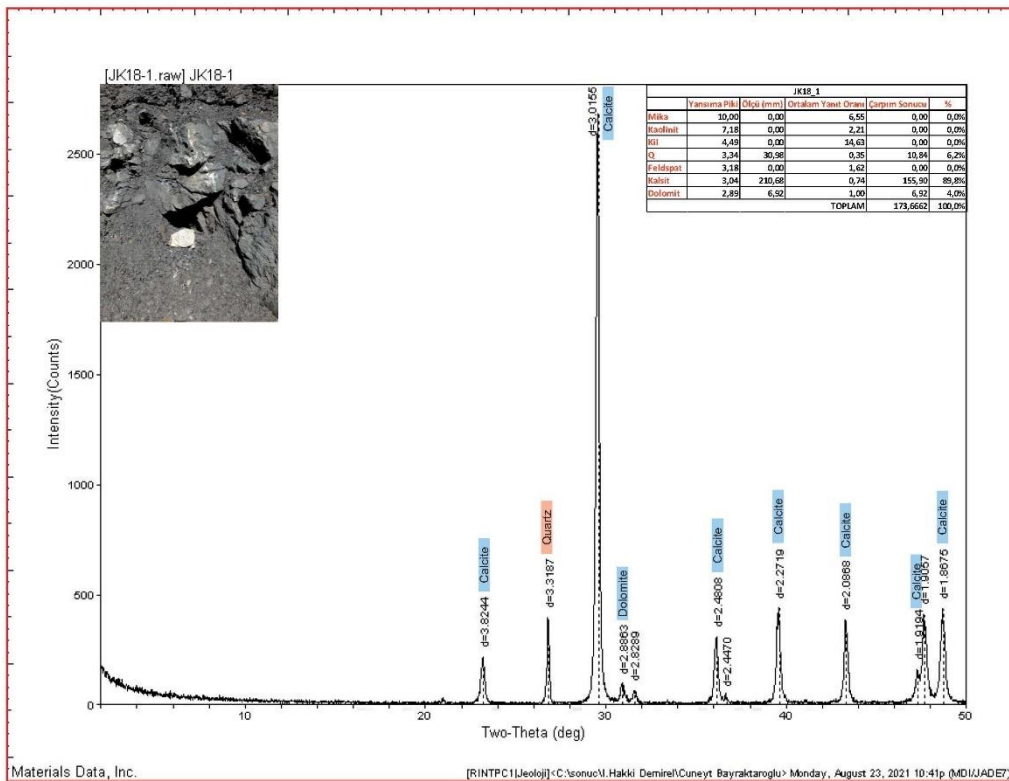 [JK18-1.raw] JK18-1
JK18_1
Yansıma Piki Ölçü (mm) Ortalam Yanıt Oranı Çarpım Sonucu %
Mika 10,00 0,00 6,55 0,00 0,0%
Kaolinit 7,18 0,00 2,21 0,00 0,0%
Kil 4,49 0,00 14,63 0,00 0,0%
Q 3,34 30,98 0,35 10,84 6,2%
Feldspat 3,18 0,00 1,62 0,00 0,0%
Kalsit 3,04 210,68 0,74 155,90 89,8%
Dolomit 2,89 6,92 1,00 6,92 4,0%
TOPLAM 173,6662 100,0%
Intensity(Counts)
2500
2000
1500
1000
500
0
d=3.8244 Calcite
d=3.3187 Quartz
d=3.0155 Calcite
d=2.8863 Dolomite
d=2.8289
d=2.4808 Calcite
d=2.4470
d=2.2719 Calcite
d=2.0868 Calcite
d=1.9194 Calcite
d=1.9057
d=1.8675 Calcite
10 20 30 40 50
Two-Theta (deg)
Materials Data, Inc.
[RINTPC1|Jeoloji]<C:\sonuc\I.Hakki Demirel\Cuneyt Bayraktaroglu> Monday, August 23, 2021 10:41p (MDI/JADE7)